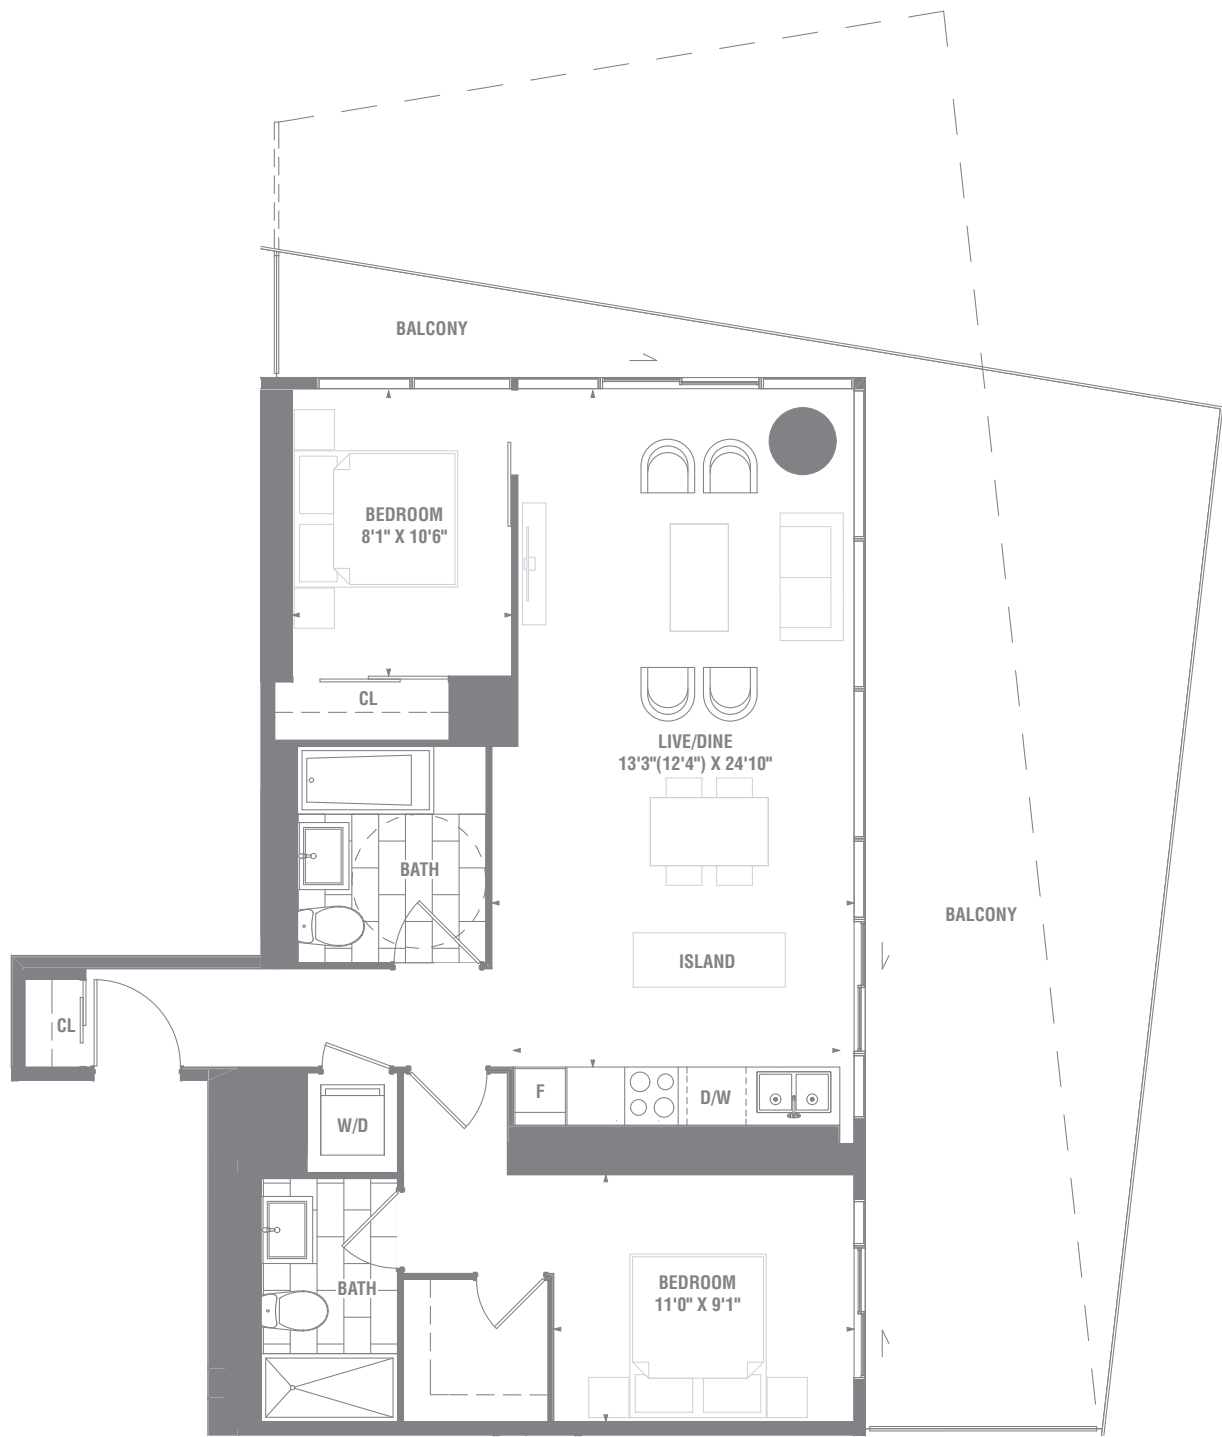 BALCONY
BEDROOM
8'1" X 10'6"
CL
LIVE/DINE
13'3"(12'4") X 24'10"
BATH
BALCONY
ISLAND
CL
F
D/W
W/D
BATH
BEDROOM
11'0" X 9'1"